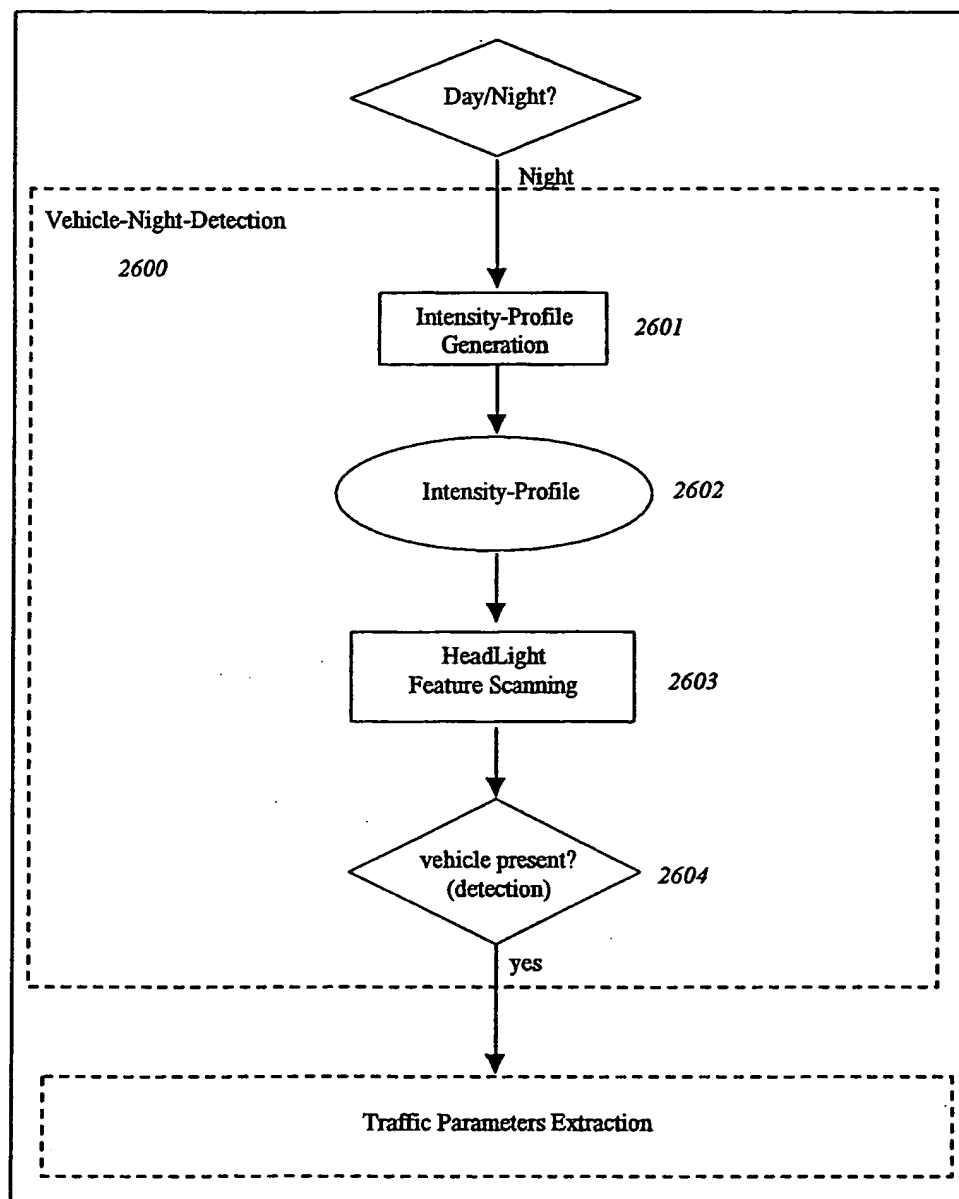 Day/Night?
Night
Vehicle-Night-Detection
2600
Intensity-Profile
Generation
2601
Intensity-Profile
2602
HeadLight
Feature Scanning
2603
vehicle present?
(detection)
2604
yes
Traffic Parameters Extraction